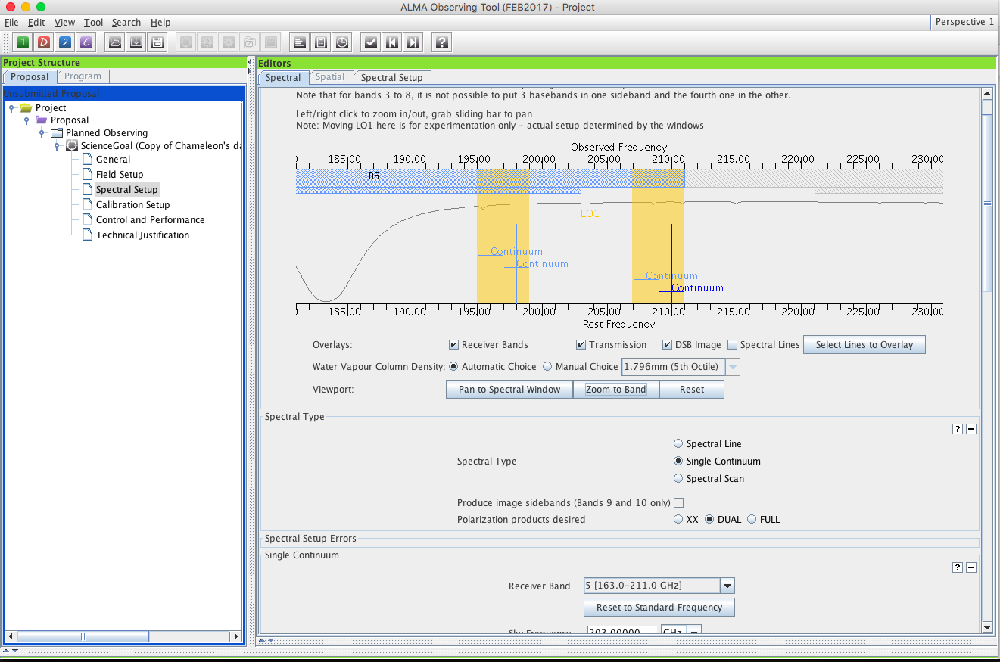 ALMA Observing Tool (FEB2017) - Project
File Edit View Tool Search Help
Perspective 1
1 D 2 C ?
Project Structure
Proposal Program
Unsubmitted Proposal
Project
Proposal
Planned Observing
ScienceGoal (Copy of Chameleon's da
General
Field Setup
Spectral Setup
Calibration Setup
Control and Performance
Technical Justification
Editors
Spectral Spatial Spectral Setup
Note that for bands 3 to 8, it is not possible to put 3 basebands in one sideband and the fourth one in the other.
Left/right click to zoom in/out, grab sliding bar to pan
Note: Moving LO1 here is for experimentation only - actual setup determined by the windows
Observed Frequency
185.00 190.00 195.00 200.00 205.00 210.00 215.00 220.00 230.00
05
LO1
Continuum
Continuum
Continuum
Continuum
185.00 190.00 195.00 200.00 205.00 210.00 215.00 220.00 225.00 230.00
Rest Frequency
Overlays: Receiver Bands Transmission DSB Image Spectral Lines Select Lines to Overlay
Water Vapour Column Density: Automatic Choice Manual Choice 1.796mm (5th Octile)
Viewport: Pan to Spectral Window Zoom to Band Reset
Spectral Type
?
Spectral Type
Spectral Line
Single Continuum
Spectral Scan
Produce image sidebands (Bands 9 and 10 only)
Polarization products desired XX DUAL FULL
Spectral Setup Errors
Single Continuum
?
Receiver Band 5 [163.0-211.0 GHz]
Reset to Standard Frequency
Sky Frequency 203.00000 GHz